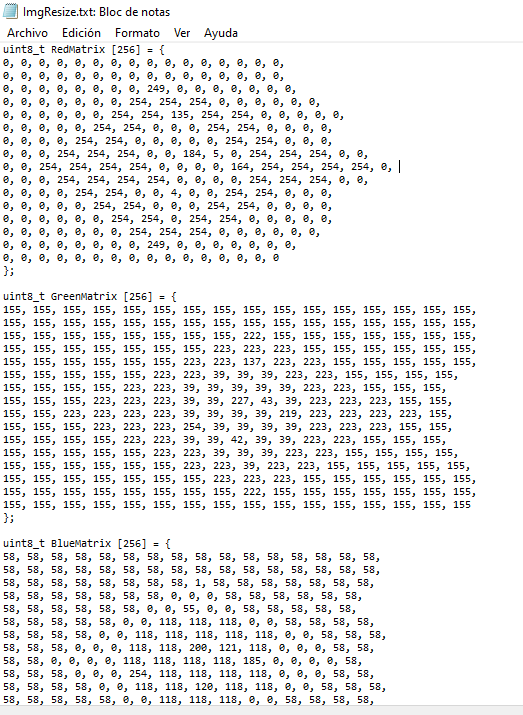 ImgResize.txt: Bloc de notas
Archivo Edición Formato Ver Ayuda
uint8_t RedMatrix [256] = {
0, 0, 0, 0, 0, 0, 0, 0, 0, 0, 0, 0, 0, 0, 0, 0,
0, 0, 0, 0, 0, 0, 0, 0, 0, 0, 0, 0, 0, 0, 0, 0,
0, 0, 0, 0, 0, 0, 0, 0, 249, 0, 0, 0, 0, 0, 0, 0,
0, 0, 0, 0, 0, 0, 0, 254, 254, 254, 0, 0, 0, 0, 0, 0,
0, 0, 0, 0, 0, 0, 254, 254, 135, 254, 254, 0, 0, 0, 0, 0,
0, 0, 0, 0, 0, 254, 254, 0, 0, 0, 254, 254, 0, 0, 0, 0,
0, 0, 0, 0, 254, 254, 0, 0, 0, 0, 0, 254, 254, 0, 0, 0,
0, 0, 0, 254, 254, 254, 0, 0, 184, 5, 0, 254, 254, 254, 0, 0,
0, 0, 254, 254, 254, 254, 0, 0, 0, 0, 164, 254, 254, 254, 254, 0,
0, 0, 0, 254, 254, 254, 254, 0, 0, 0, 0, 254, 254, 254, 0, 0,
0, 0, 0, 0, 254, 254, 0, 0, 4, 0, 0, 254, 254, 0, 0, 0,
0, 0, 0, 0, 0, 254, 254, 0, 0, 0, 254, 254, 0, 0, 0, 0,
0, 0, 0, 0, 0, 0, 254, 254, 0, 254, 254, 0, 0, 0, 0, 0,
0, 0, 0, 0, 0, 0, 0, 254, 254, 254, 0, 0, 0, 0, 0, 0,
0, 0, 0, 0, 0, 0, 0, 0, 249, 0, 0, 0, 0, 0, 0, 0,
0, 0, 0, 0, 0, 0, 0, 0, 0, 0, 0, 0, 0, 0, 0, 0
};
uint8_t GreenMatrix [256] = {
155, 155, 155, 155, 155, 155, 155, 155, 155, 155, 155, 155, 155, 155, 155, 155,
155, 155, 155, 155, 155, 155, 155, 155, 155, 155, 155, 155, 155, 155, 155, 155,
155, 155, 155, 155, 155, 155, 155, 155, 222, 155, 155, 155, 155, 155, 155, 155,
155, 155, 155, 155, 155, 155, 155, 223, 223, 223, 155, 155, 155, 155, 155, 155,
155, 155, 155, 155, 155, 155, 223, 223, 137, 223, 223, 155, 155, 155, 155, 155,
155, 155, 155, 155, 155, 223, 223, 39, 39, 39, 223, 223, 155, 155, 155, 155,
155, 155, 155, 155, 223, 223, 39, 39, 39, 39, 39, 223, 223, 155, 155, 155,
155, 155, 155, 223, 223, 223, 39, 39, 227, 43, 39, 223, 223, 223, 155, 155,
155, 155, 223, 223, 223, 223, 39, 39, 39, 39, 219, 223, 223, 223, 223, 155,
155, 155, 155, 223, 223, 223, 254, 39, 39, 39, 39, 223, 223, 223, 155, 155,
155, 155, 155, 155, 223, 223, 39, 39, 42, 39, 39, 223, 223, 155, 155, 155,
155, 155, 155, 155, 155, 223, 223, 39, 39, 39, 223, 223, 155, 155, 155, 155,
155, 155, 155, 155, 155, 155, 223, 223, 39, 223, 223, 155, 155, 155, 155, 155,
155, 155, 155, 155, 155, 155, 155, 223, 223, 223, 155, 155, 155, 155, 155, 155,
155, 155, 155, 155, 155, 155, 155, 155, 222, 155, 155, 155, 155, 155, 155, 155,
155, 155, 155, 155, 155, 155, 155, 155, 155, 155, 155, 155, 155, 155, 155, 155
};
uint8_t BlueMatrix [256] = {
58, 58, 58, 58, 58, 58, 58, 58, 58, 58, 58, 58, 58, 58, 58, 58,
58, 58, 58, 58, 58, 58, 58, 58, 58, 58, 58, 58, 58, 58, 58, 58,
58, 58, 58, 58, 58, 58, 58, 58, 1, 58, 58, 58, 58, 58, 58, 58,
58, 58, 58, 58, 58, 58, 58, 0, 0, 0, 58, 58, 58, 58, 58, 58,
58, 58, 58, 58, 58, 58, 0, 0, 55, 0, 0, 58, 58, 58, 58, 58,
58, 58, 58, 58, 58, 0, 0, 118, 118, 118, 0, 0, 58, 58, 58, 58,
58, 58, 58, 58, 0, 0, 118, 118, 118, 118, 118, 0, 0, 58, 58, 58,
58, 58, 58, 0, 0, 0, 118, 118, 200, 121, 118, 0, 0, 0, 58, 58,
58, 58, 0, 0, 0, 0, 118, 118, 118, 118, 185, 0, 0, 0, 0, 58,
58, 58, 58, 0, 0, 0, 254, 118, 118, 118, 118, 0, 0, 0, 58, 58,
58, 58, 58, 58, 0, 0, 118, 118, 120, 118, 118, 0, 0, 58, 58, 58,
58, 58, 58, 58, 58, 0, 0, 118, 118, 118, 0, 0, 58, 58, 58, 58,